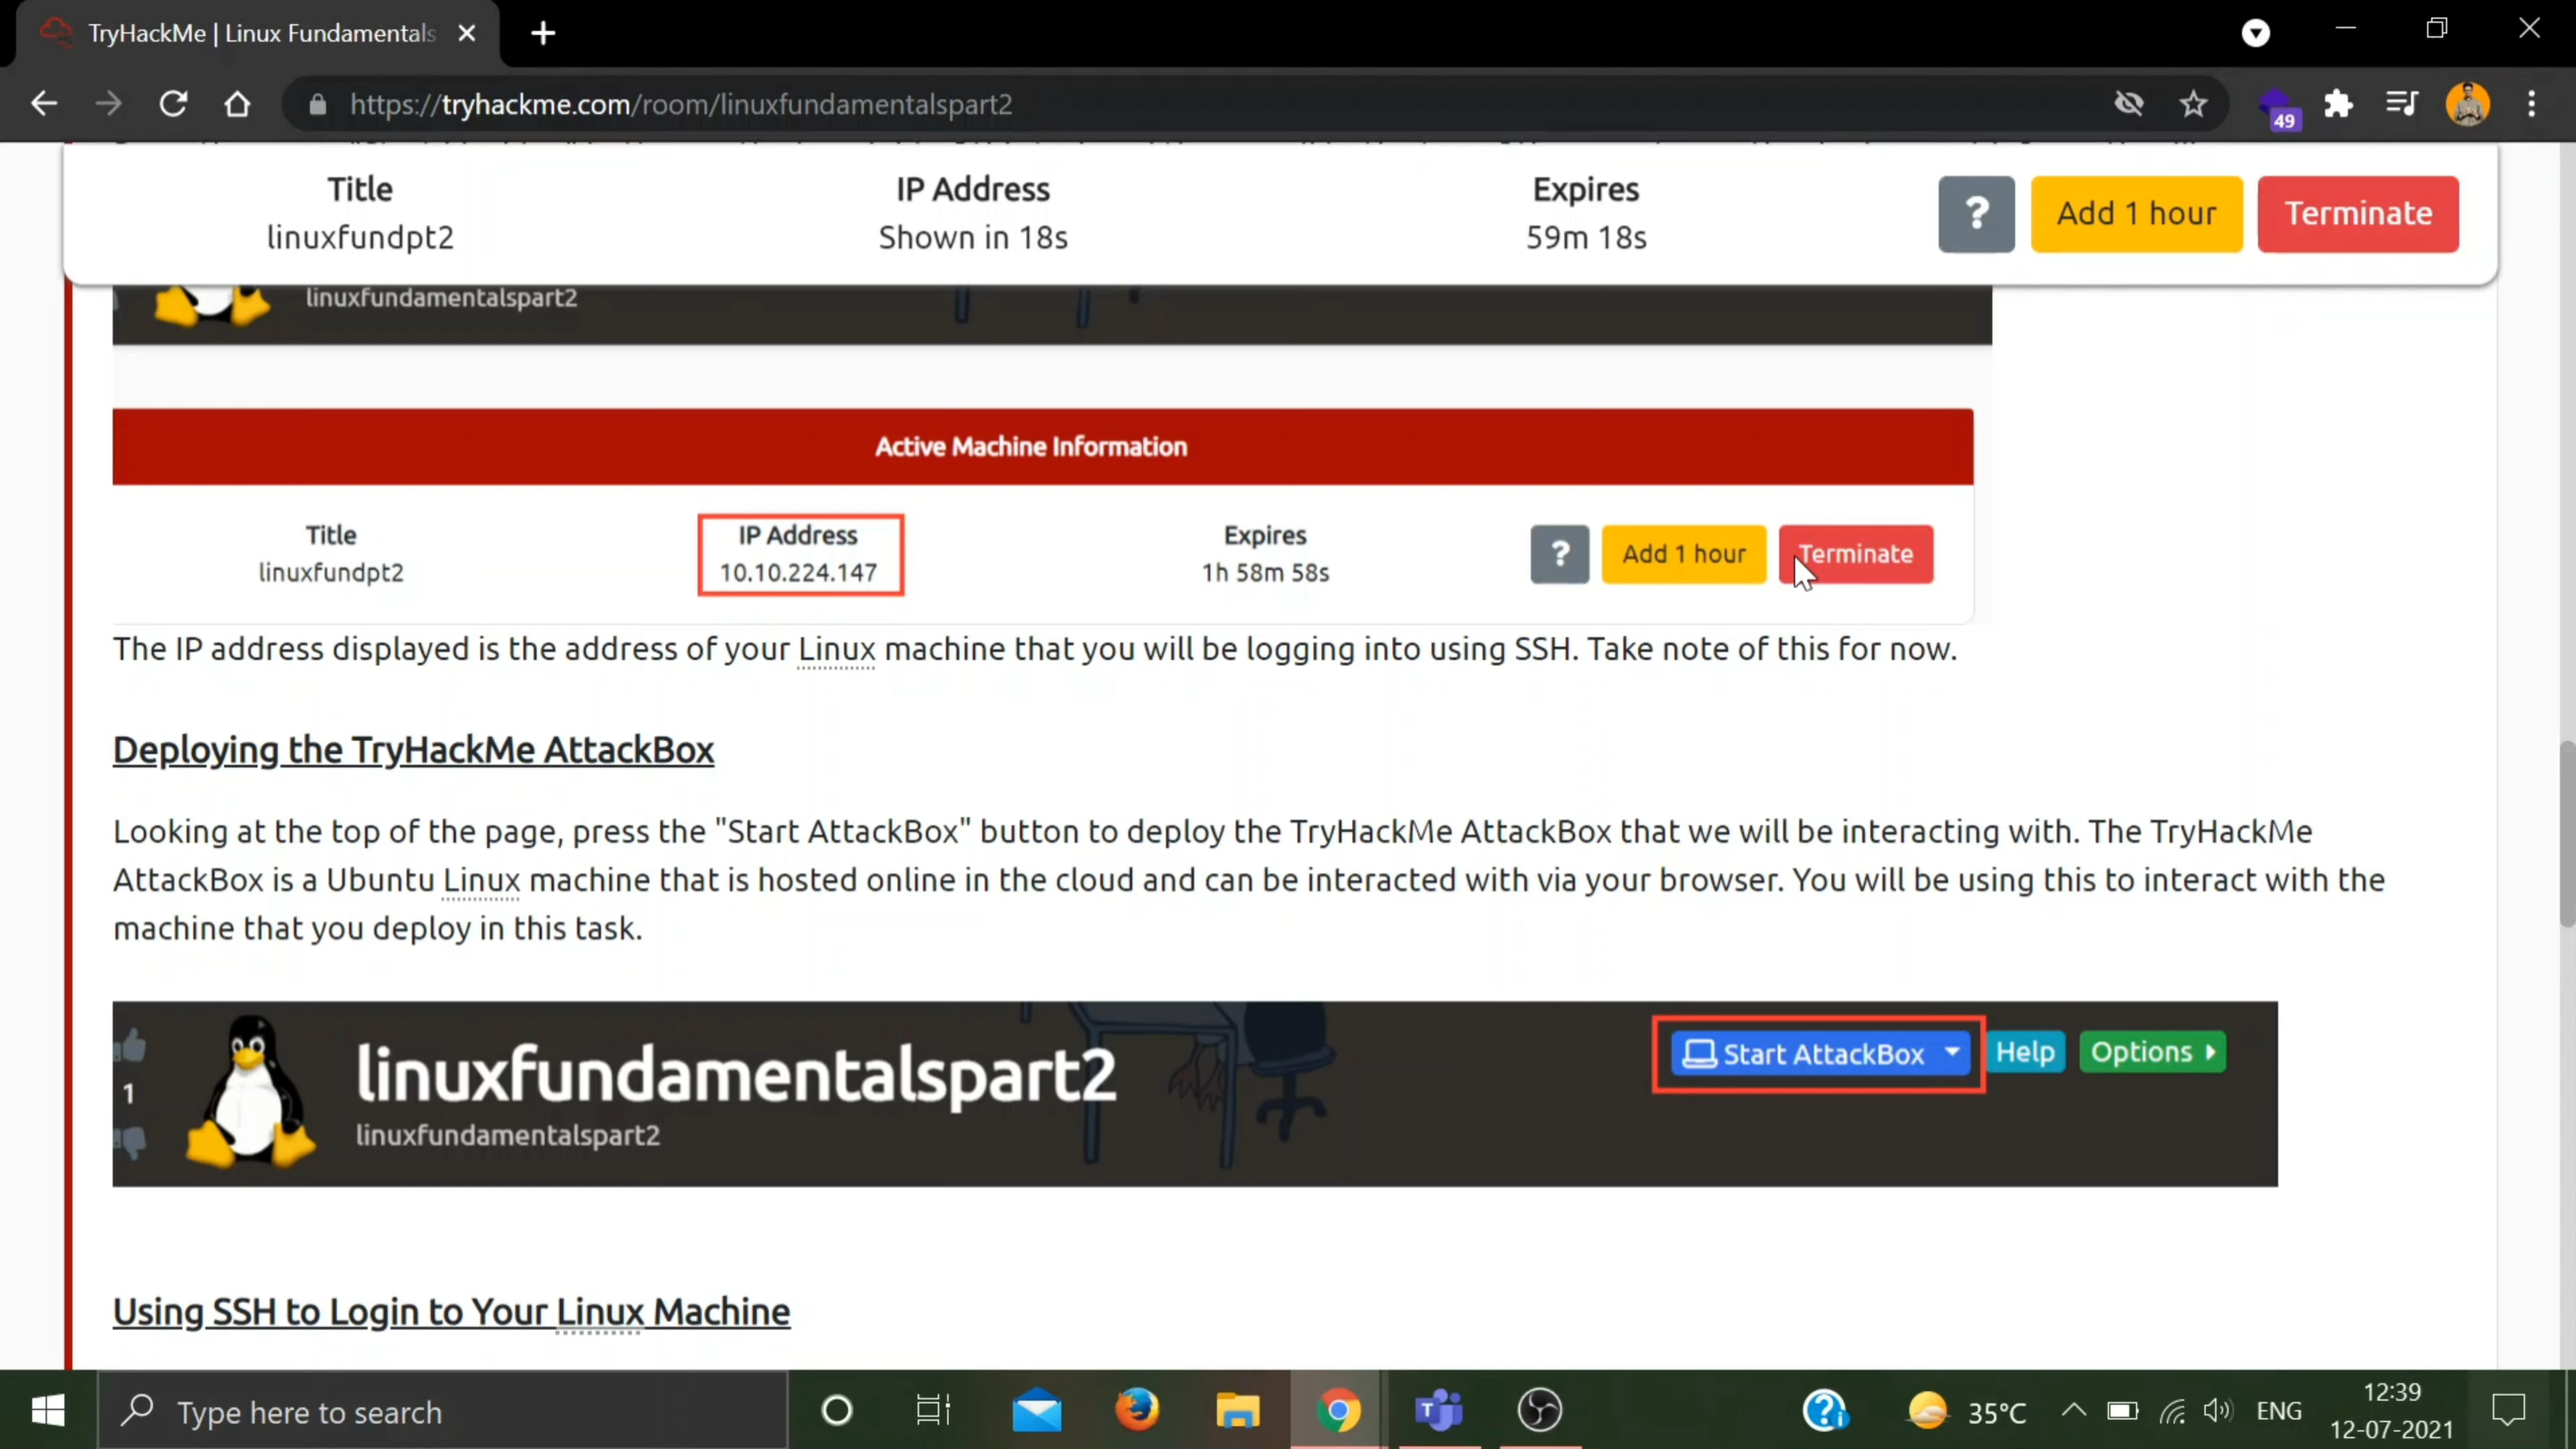 TryHackMe | Linux Fundamentals
https://tryhackme.com/room/linuxfundamentalspart2
49
Title
IP Address
Expires
linuxfundpt2
Shown in 18s
59m 18s
?
Add 1 hour
Terminate
linuxfundamentalspart2
Active Machine Information
Title
IP Address
Expires
linuxfundpt2
10.10.224.147
1h 58m 58s
?
Add 1 hour
Terminate
The IP address displayed is the address of your Linux machine that you will be logging into using SSH. Take note of this for now.
Deploying the TryHackMe AttackBox
Looking at the top of the page, press the "Start AttackBox" button to deploy the TryHackMe AttackBox that we will be interacting with. The TryHackMe
AttackBox is a Ubuntu Linux machine that is hosted online in the cloud and can be interacted with via your browser. You will be using this to interact with the
machine that you deploy in this task.
1
linuxfundamentalspart2
linuxfundamentalspart2
Start AttackBox
Help
Options
Using SSH to Login to Your Linux Machine
Type here to search
35°C
ENG
12:39
12-07-2021